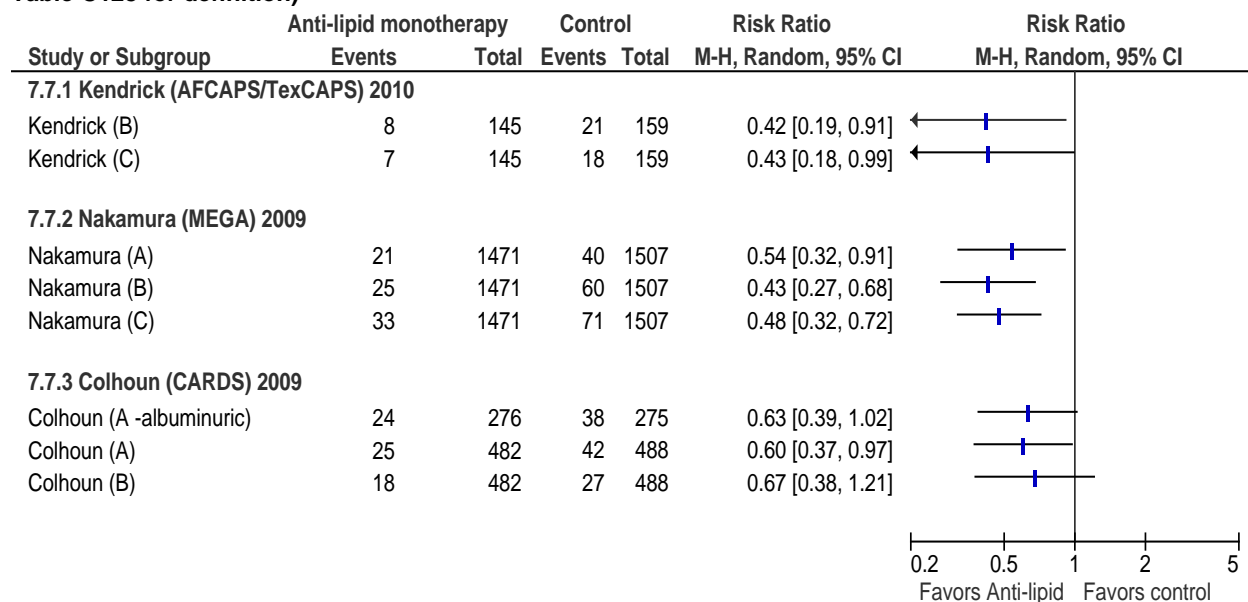 Anti-lipid monotherapy Control Risk Ratio Risk Ratio
Study or Subgroup Events Total Events Total M-H, Random, 95% CI M-H, Random, 95% CI
7.7.1 Kendrick (AFCAPS/TexCAPS) 2010
Kendrick (B) 8 145 21 159 0.42 [0.19, 0.91]
Kendrick (C) 7 145 18 159 0.43 [0.18, 0.99]
7.7.2 Nakamura (MEGA) 2009
Nakamura (A) 21 1471 40 1507 0.54 [0.32, 0.91]
Nakamura (B) 25 1471 60 1507 0.43 [0.27, 0.68]
Nakamura (C) 33 1471 71 1507 0.48 [0.32, 0.72]
7.7.3 Colhoun (CARDS) 2009
Colhoun (A -albuminuric) 24 276 38 275 0.63 [0.39, 1.02]
Colhoun (A) 25 482 42 488 0.60 [0.37, 0.97]
Colhoun (B) 18 482 27 488 0.67 [0.38, 1.21]
0.2 0.5 1 2 5
Favors Anti-lipid Favors control